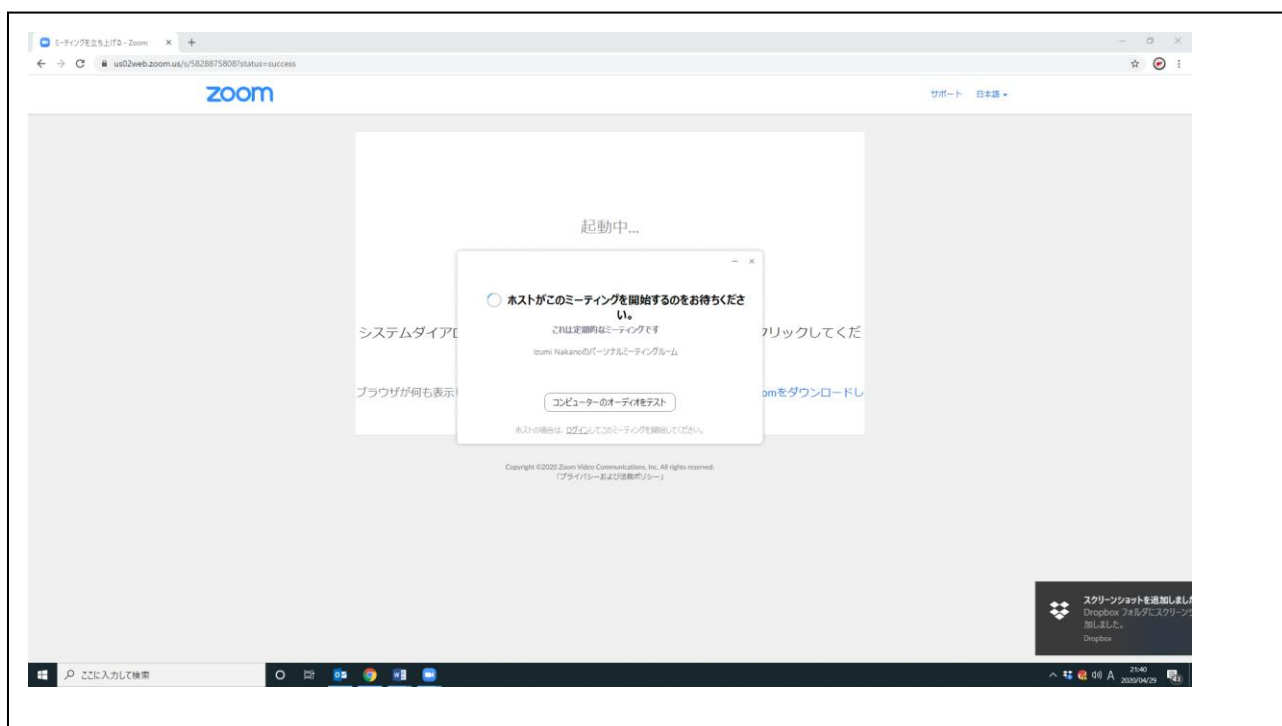 ミーティングを立ち上げる - Zoom
us02web.zoom.us/s/5828875808?status=success
zoom
サポート 日本語
起動中...
ホストがこのミーティングを開始するのをお待ちくださ
い。
これは定期的なミーティングです
Izumi Nakanoのパーソナルミーティングルーム
システムダイアロ
クリックしてくだ
ブラウザが何も表示し
omをダウンロードし
コンピューターのオーディオをテスト
ホストの場合は、ログインしてこのミーティングを開始してください。
Copyright ©2020 Zoom Video Communications, Inc. All rights reserved.
「プライバシーおよび法務ポリシー」
スクリーンショットを追加しまし
Dropbox フォルダにスクリーンシ
加しました。
Dropbox
ここに入力して検索
A
21:40
2020/04/29
43